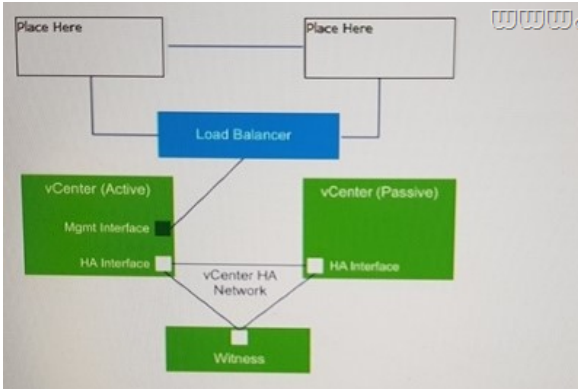 www.
Place Here
Place Here
Load Balancer
vCenter (Active)
vCenter (Passive)
Mgmt Interface
HA Interface
HA Interface
vCenter HA
Network
Witness